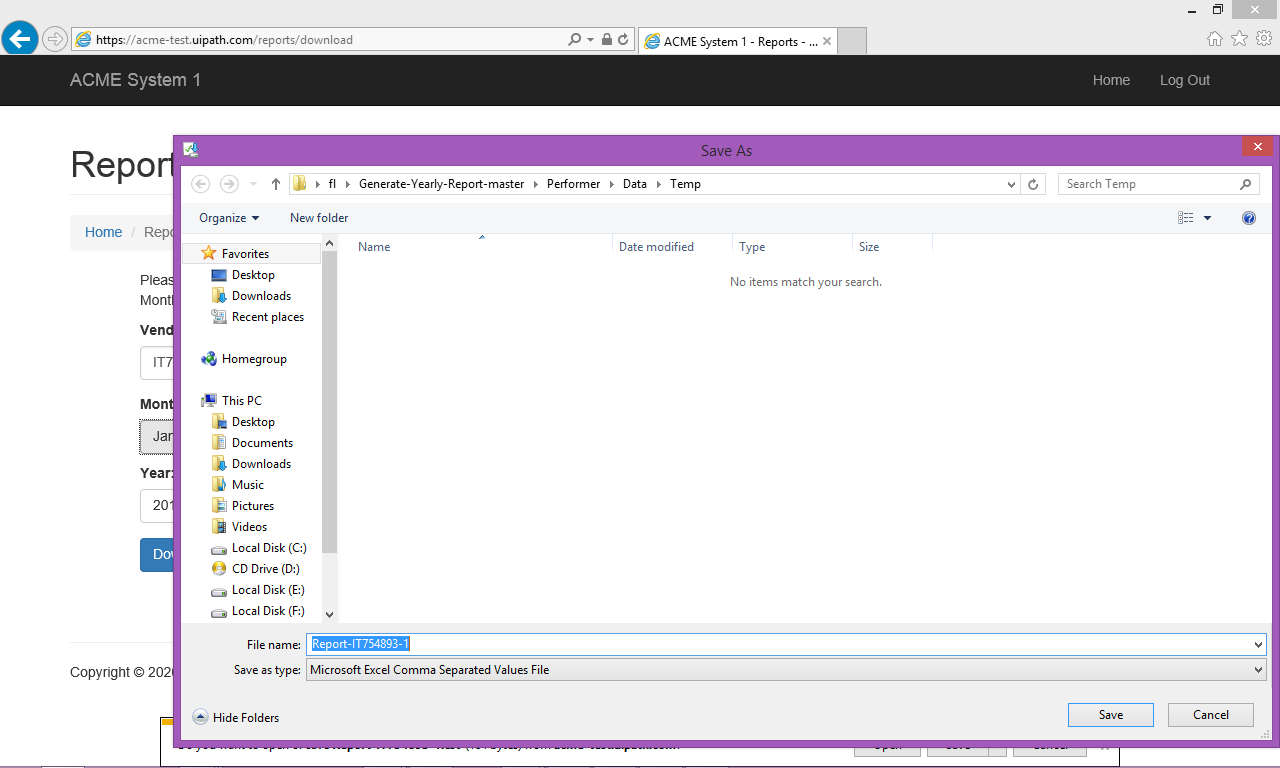 https://acme-test.uipath.com/reports/download
ACME System 1 - Reports - ...
ACME System 1
Home
Log Out
Report
Home / Repo
Pleas
Month
Vend
IT7
Mont
Jan
Year:
201
Dow
Copyright © 2020
Save As
fl
Generate-Yearly-Report-master
Performer
Data
Temp
Search Temp
Organize
New folder
Favorites
Desktop
Downloads
Recent places
Homegroup
This PC
Desktop
Documents
Downloads
Music
Pictures
Videos
Local Disk (C:)
CD Drive (D:)
Local Disk (E:)
Local Disk (F:)
Name
Date modified
Type
Size
No items match your search.
File name: Report-IT754893-1
Save as type: Microsoft Excel Comma Separated Values File
Hide Folders
Save
Cancel